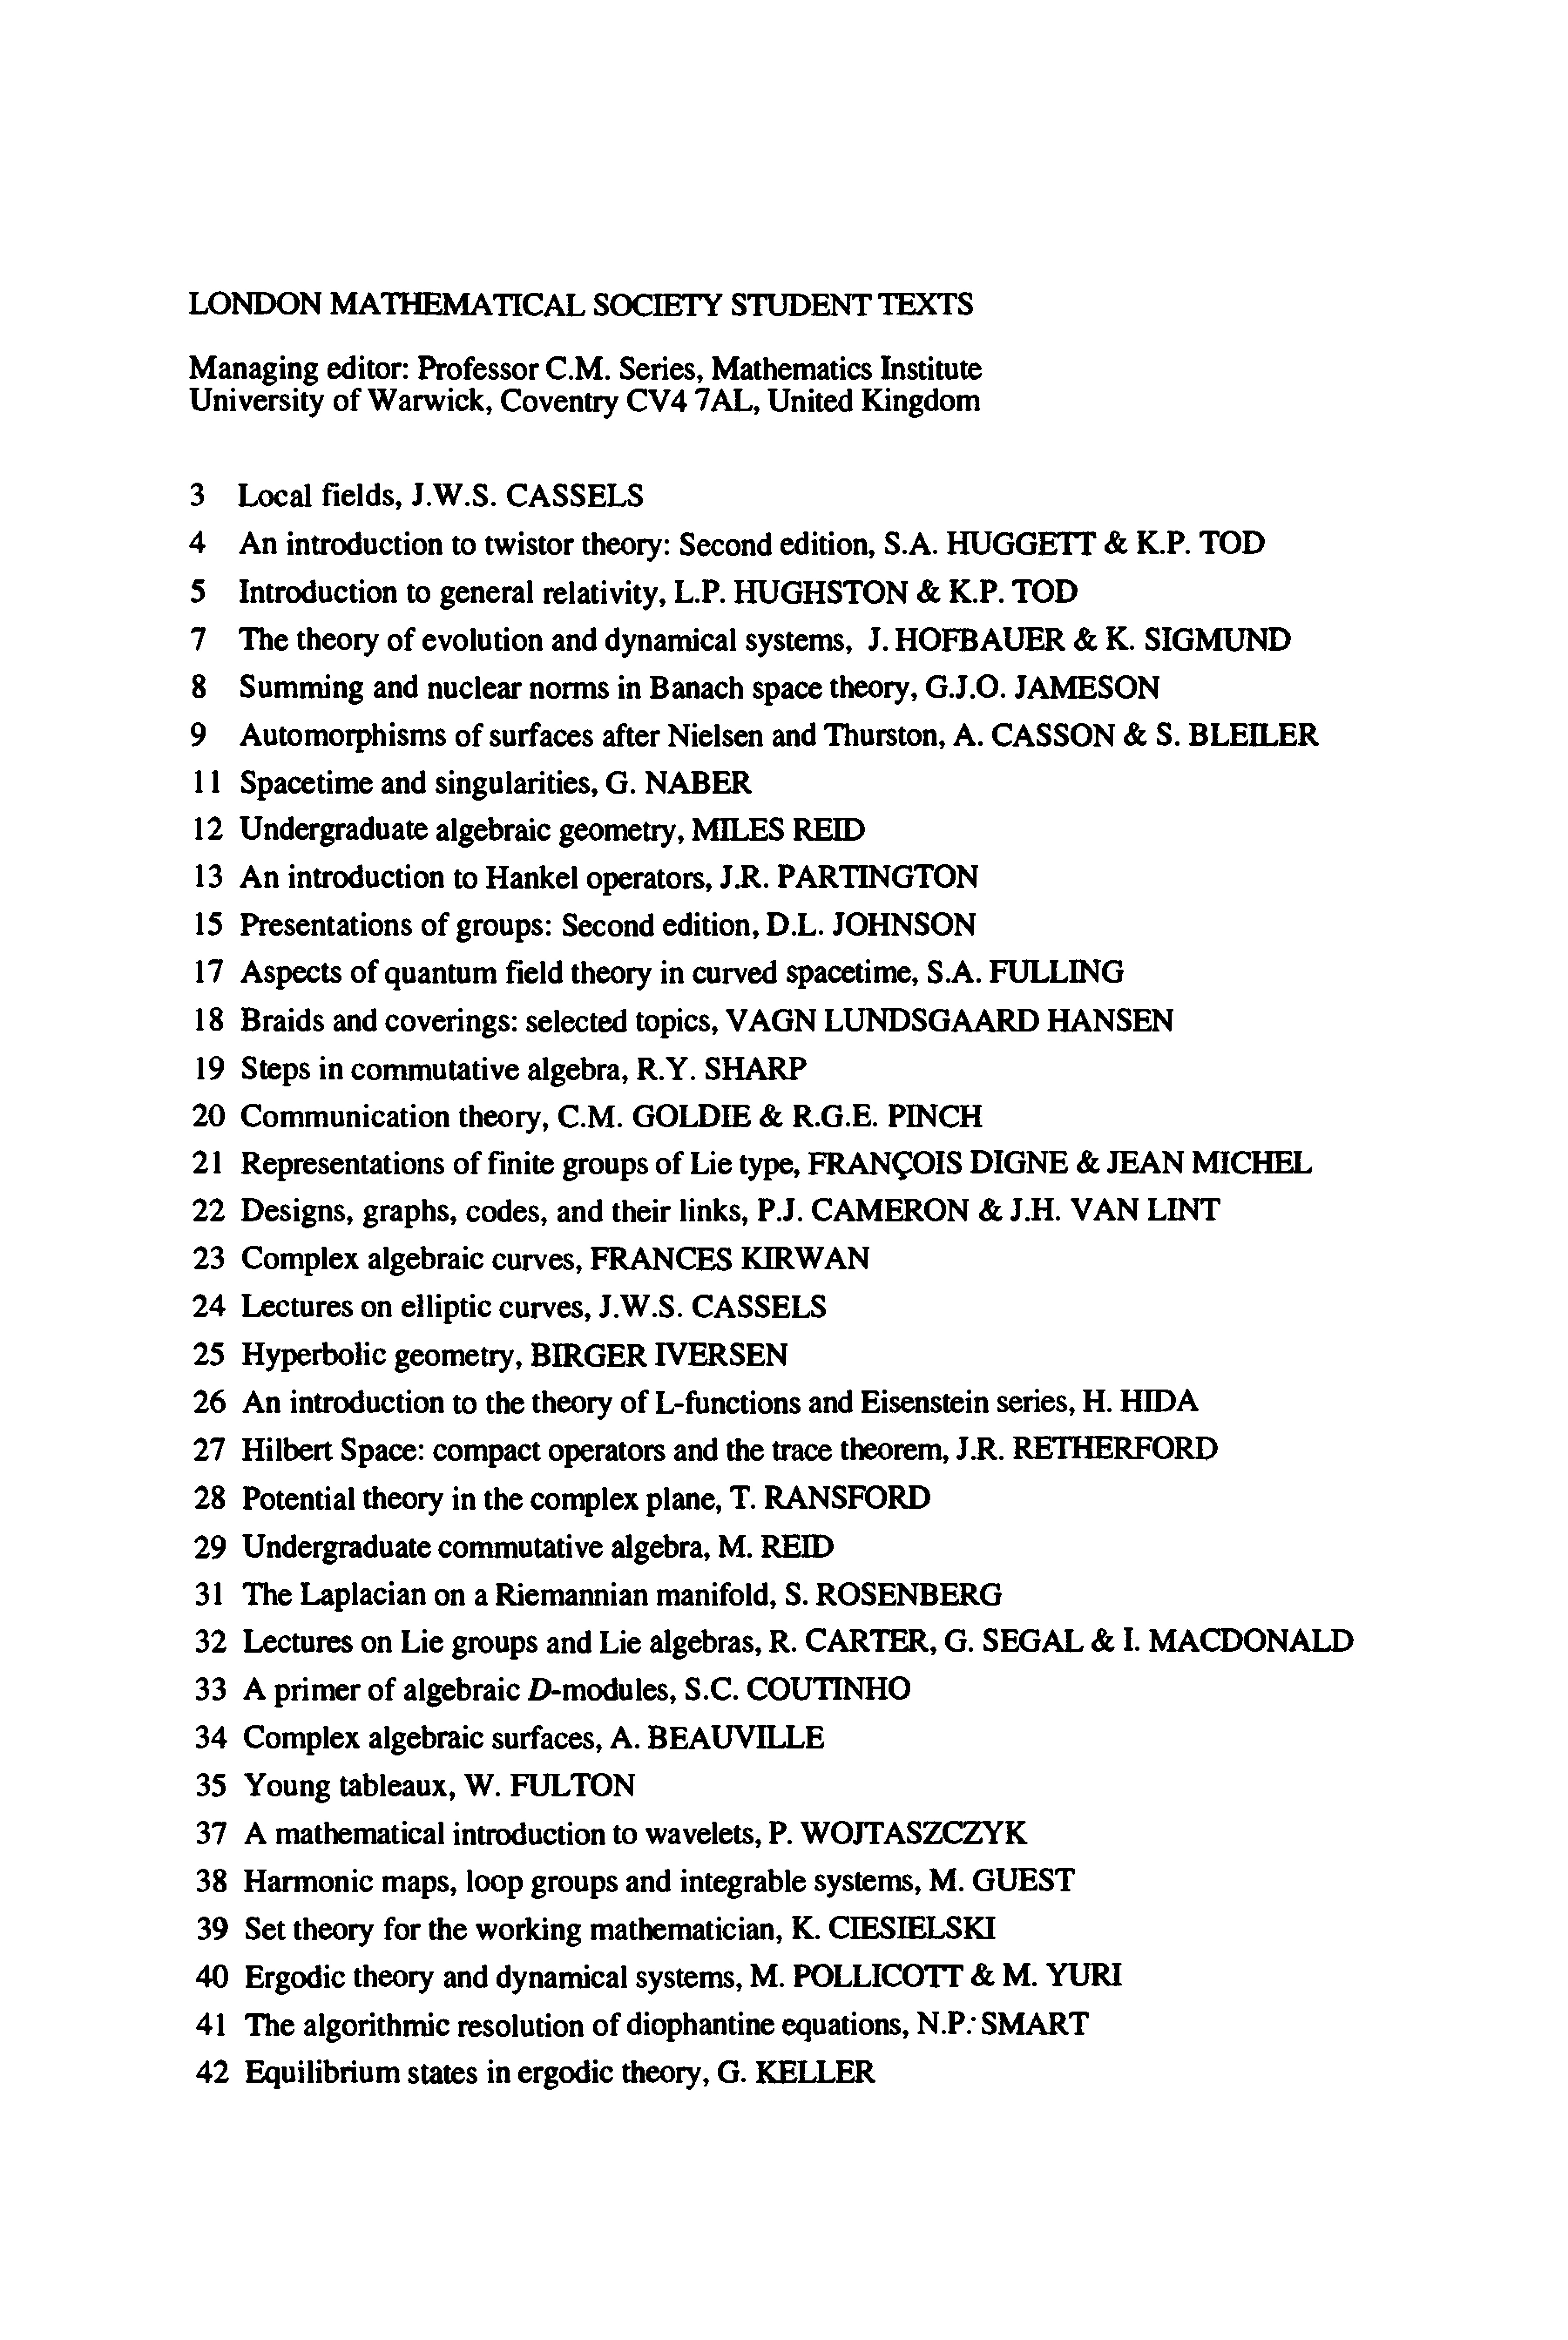 LONDON MATHEMATICAL SOCIETY STUDENT TEXTS
Managing editor: Professor C.M. Series, Mathematics Institute
University of Warwick, Coventry CV4 7AL, United Kingdom
3 Local fields, J.W.S. CASSELS
4 An introduction to twistor theory: Second edition, S.A. HUGGETT & K.P. TOD
5 Introduction to general relativity, L.P. HUGHSTON & K.P. TOD
7 The theory of evolution and dynamical systems, J. HOFBAUER & K. SIGMUND
8 Summing and nuclear norms in Banach space theory, G.J.O. JAMESON
9 Automorphisms of surfaces after Nielsen and Thurston, A. CASSON & S. BLEILER
11 Spacetime and singularities, G. NABER
12 Undergraduate algebraic geometry, MILES REID
13 An introduction to Hankel operators, J.R. PARTINGTON
15 Presentations of groups: Second edition, D.L. JOHNSON
17 Aspects of quantum field theory in curved spacetime, S.A. FULLING
18 Braids and coverings: selected topics, VAGN LUNDSGAARD HANSEN
19 Steps in commutative algebra, R.Y. SHARP
20 Communication theory, C.M. GOLDIE & R.G.E. PINCH
21 Representations of finite groups of Lie type, FRANÇOIS DIGNE & JEAN MICHEL
22 Designs, graphs, codes, and their links, P.J. CAMERON & J.H. VAN LINT
23 Complex algebraic curves, FRANCES KIRWAN
24 Lectures on elliptic curves, J.W.S. CASSELS
25 Hyperbolic geometry, BIRGER IVERSEN
26 An introduction to the theory of L-functions and Eisenstein series, H. HIDA
27 Hilbert Space: compact operators and the trace theorem, J.R. RETHERFORD
28 Potential theory in the complex plane, T. RANSFORD
29 Undergraduate commutative algebra, M. REID
31 The Laplacian on a Riemannian manifold, S. ROSENBERG
32 Lectures on Lie groups and Lie algebras, R. CARTER, G. SEGAL & I. MACDONALD
33 A primer of algebraic D-modules, S.C. COUTINHO
34 Complex algebraic surfaces, A. BEAUVILLE
35 Young tableaux, W. FULTON
37 A mathematical introduction to wavelets, P. WOJTASZCZYK
38 Harmonic maps, loop groups and integrable systems, M. GUEST
39 Set theory for the working mathematician, K. CIESIELSKI
40 Ergodic theory and dynamical systems, M. POLLICOTT & M. YURI
41 The algorithmic resolution of diophantine equations, N.P. SMART
42 Equilibrium states in ergodic theory, G. KELLER